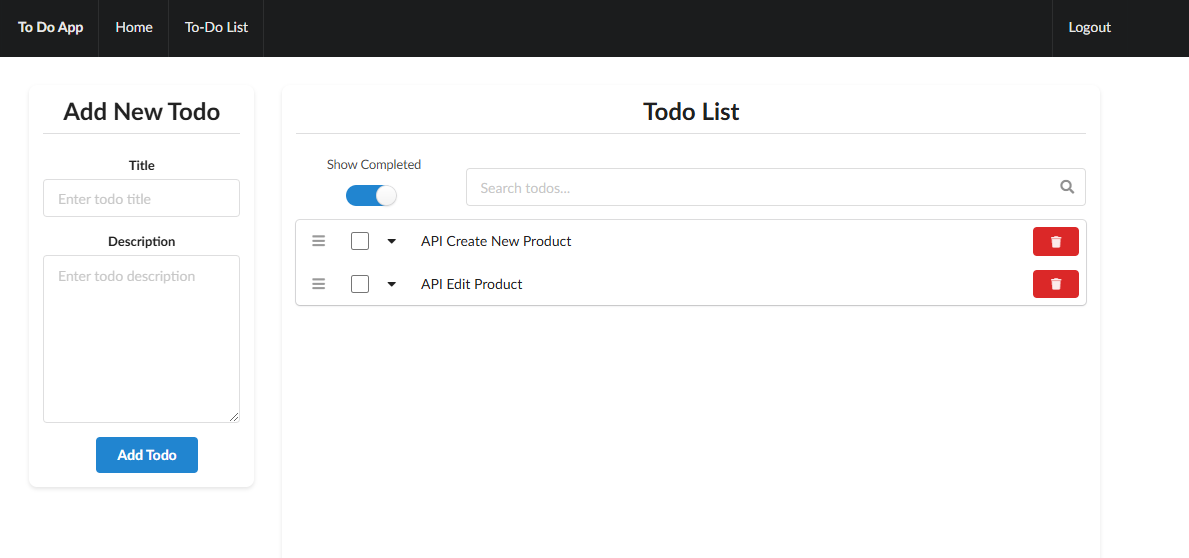 To Do App
Home
To-Do List
Logout
Add New Todo
Title
Enter todo title
Description
Enter todo description
Add Todo
Todo List
Show Completed
Search todos...
API Create New Product
API Edit Product